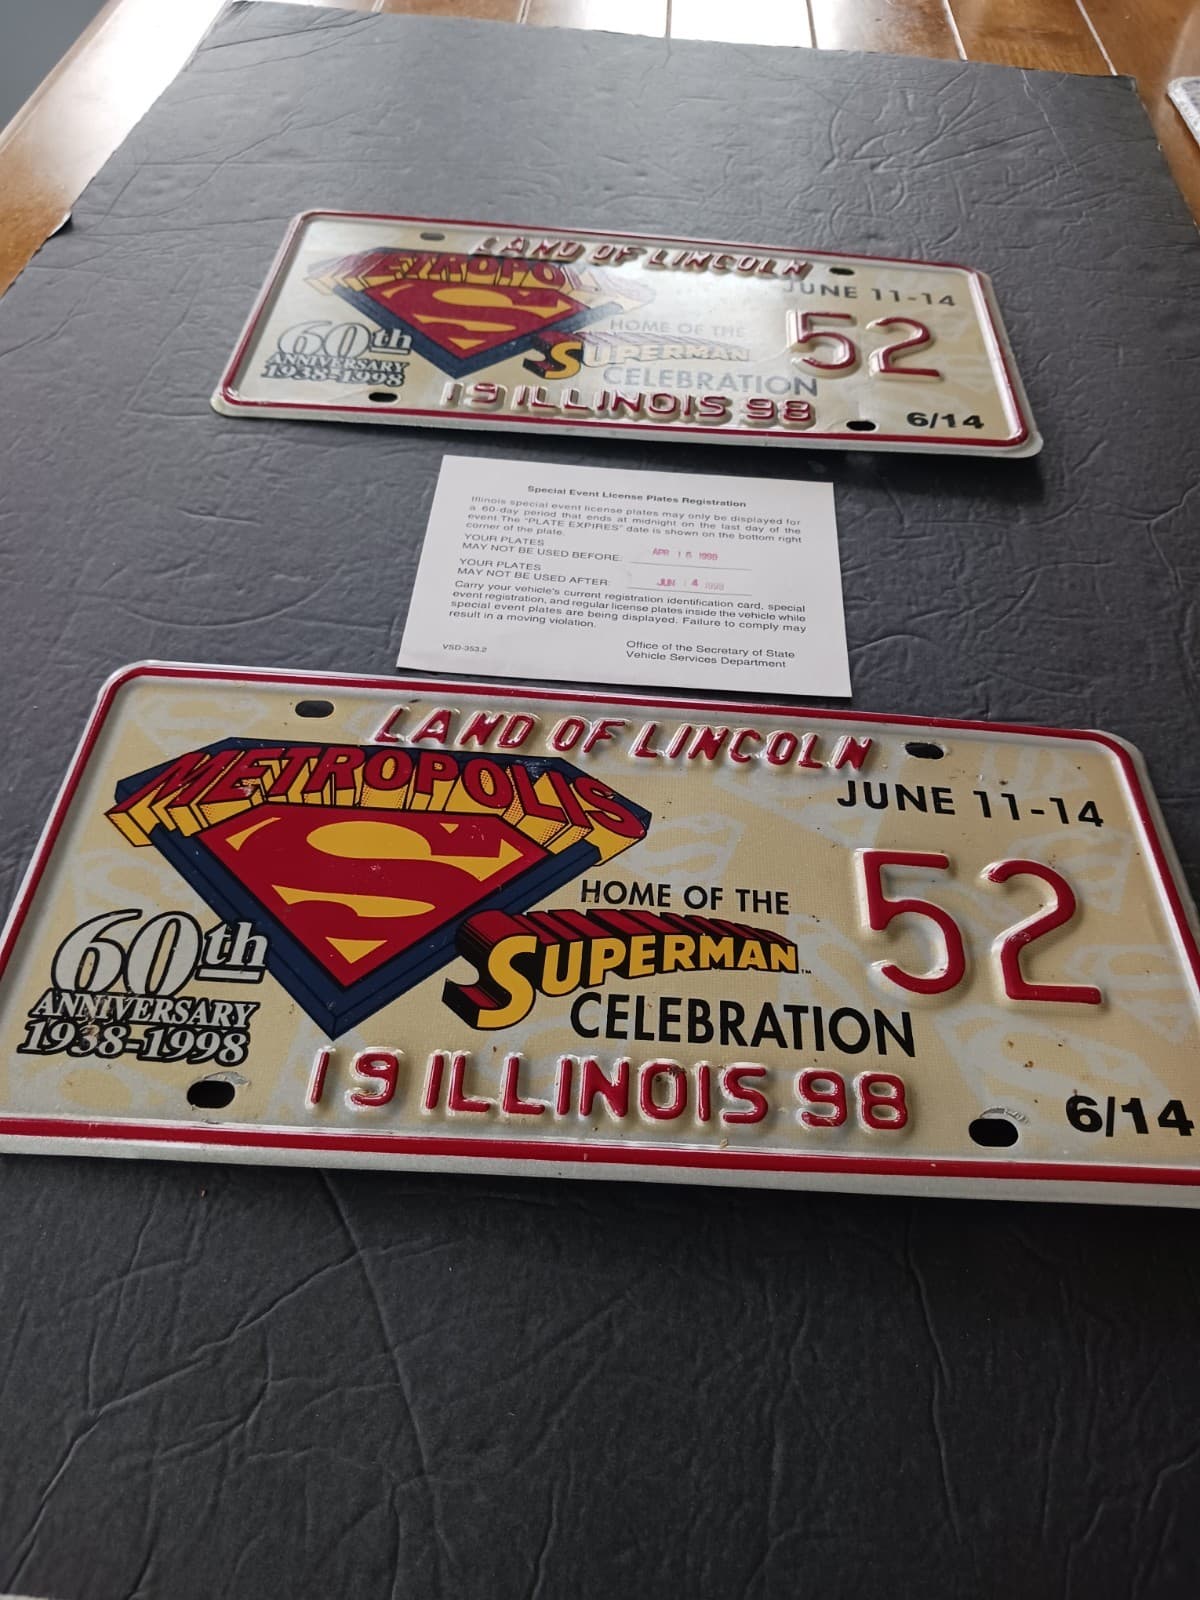 LAND OF LINCOLN
METROPOLIS
JUNE 11-14
S
HOME OF THE
52
60th
SUPERMAN
ANNIVERSARY
CELEBRATION
1938-1998
19 ILLINOIS 98
6/14
Special Event License Plates Registration
Illinois special event license plates may only be displayed for
a 60-day period that ends at midnight on the last day of the
event.The "PLATE EXPIRES" date is shown on the bottom right
corner of the plate.
YOUR PLATES
MAY NOT BE USED BEFORE: APR 15 1998
YOUR PLATES
MAY NOT BE USED AFTER: JUN 14 1998
Carry your vehicle's current registration identification card, special
event registration, and regular license plates inside the vehicle while
special event plates are being displayed. Failure to comply may
result in a moving violation.
VSD-353.2
Office of the Secretary of State
Vehicle Services Department
LAND OF LINCOLN
METROPOLIS
JUNE 11-14
S
HOME OF THE
52
60th
SUPERMAN™
ANNIVERSARY
CELEBRATION
1938-1998
19 ILLINOIS 98
6/14